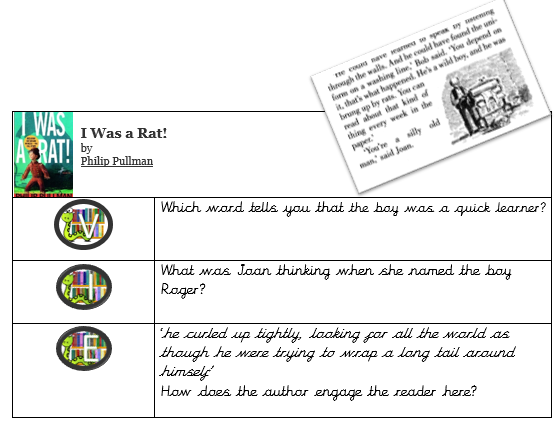 He could have learned to speak by listening
through the walls. And he could have found the uni-
form on a washing line,' Bob said. 'You depend on
it, that's what happened. He's a wild boy, and he was
brung up by rats. You can
read about that kind of
thing every week in the
paper.'
'You're a silly old
man,' said Joan.
I WAS
A RAT!
PHILIP PULLMAN
I Was a Rat!
by
Philip Pullman
V
Which word tells you that the boy was a quick learner?
I
What was Joan thinking when she named the boy
Roger?
E
'he curled up tightly, looking for all the world as
though he were trying to wrap a long tail around
himself'
How does the author engage the reader here?